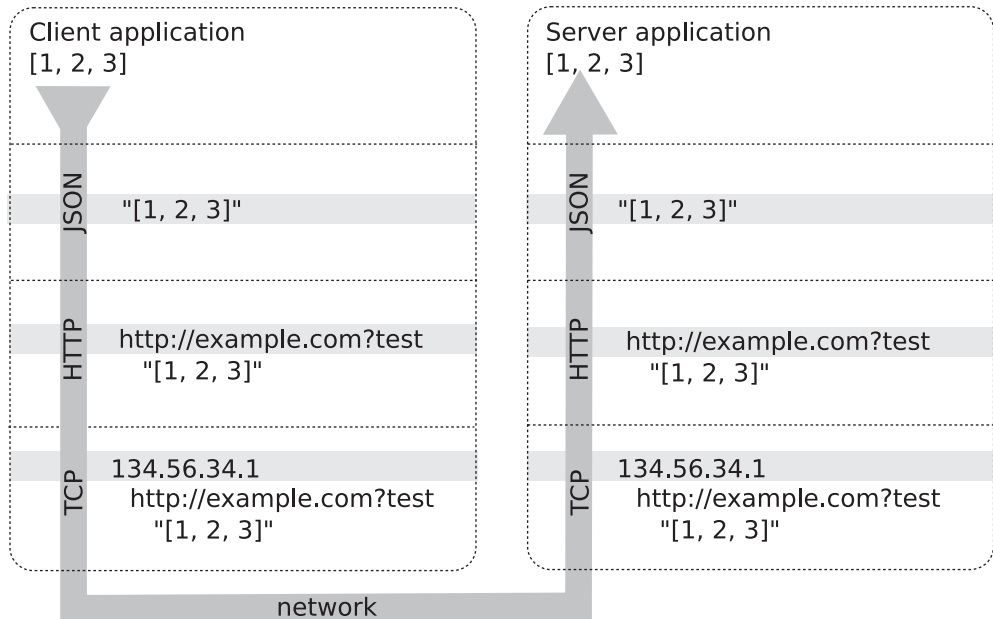 Client application
[1, 2, 3]
JSON
"[1, 2, 3]"
HTTP
http://example.com?test
"[1, 2, 3]"
TCP
134.56.34.1
http://example.com?test
"[1, 2, 3]"
network
Server application
[1, 2, 3]
JSON
"[1, 2, 3]"
HTTP
http://example.com?test
"[1, 2, 3]"
TCP
134.56.34.1
http://example.com?test
"[1, 2, 3]"